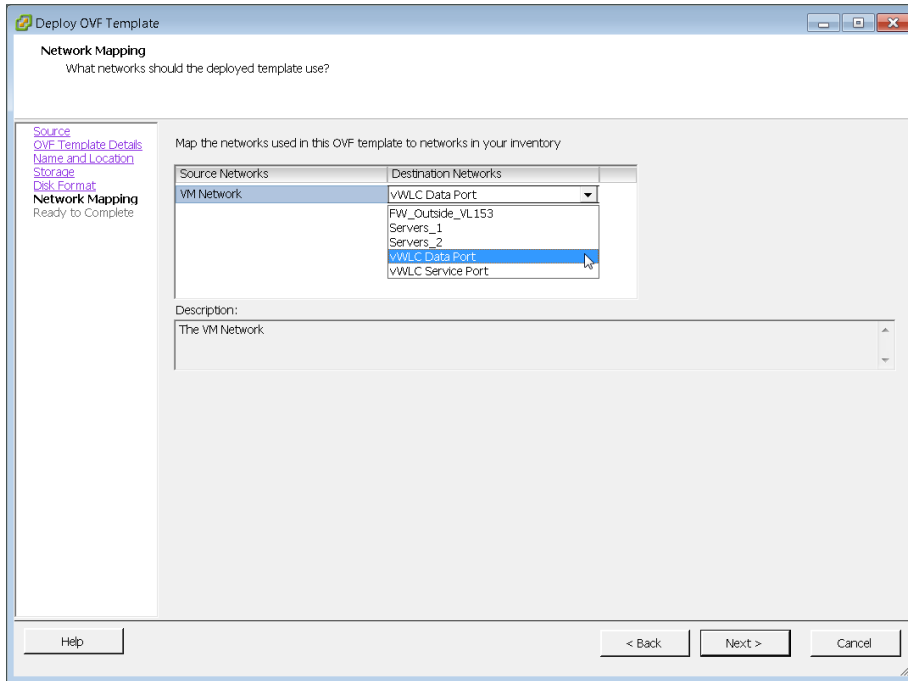 Deploy OVF Template
Network Mapping
What networks should the deployed template use?
Source
OVF Template Details
Name and Location
Storage
Disk Format
Network Mapping
Ready to Complete
Map the networks used in this OVF template to networks in your inventory
Source Networks Destination Networks
VM Network vWLC Data Port
FW_Outside_VL153
Servers_1
Servers_2
vWLC Data Port
vWLC Service Port
Description:
The VM Network
Help < Back Next > Cancel